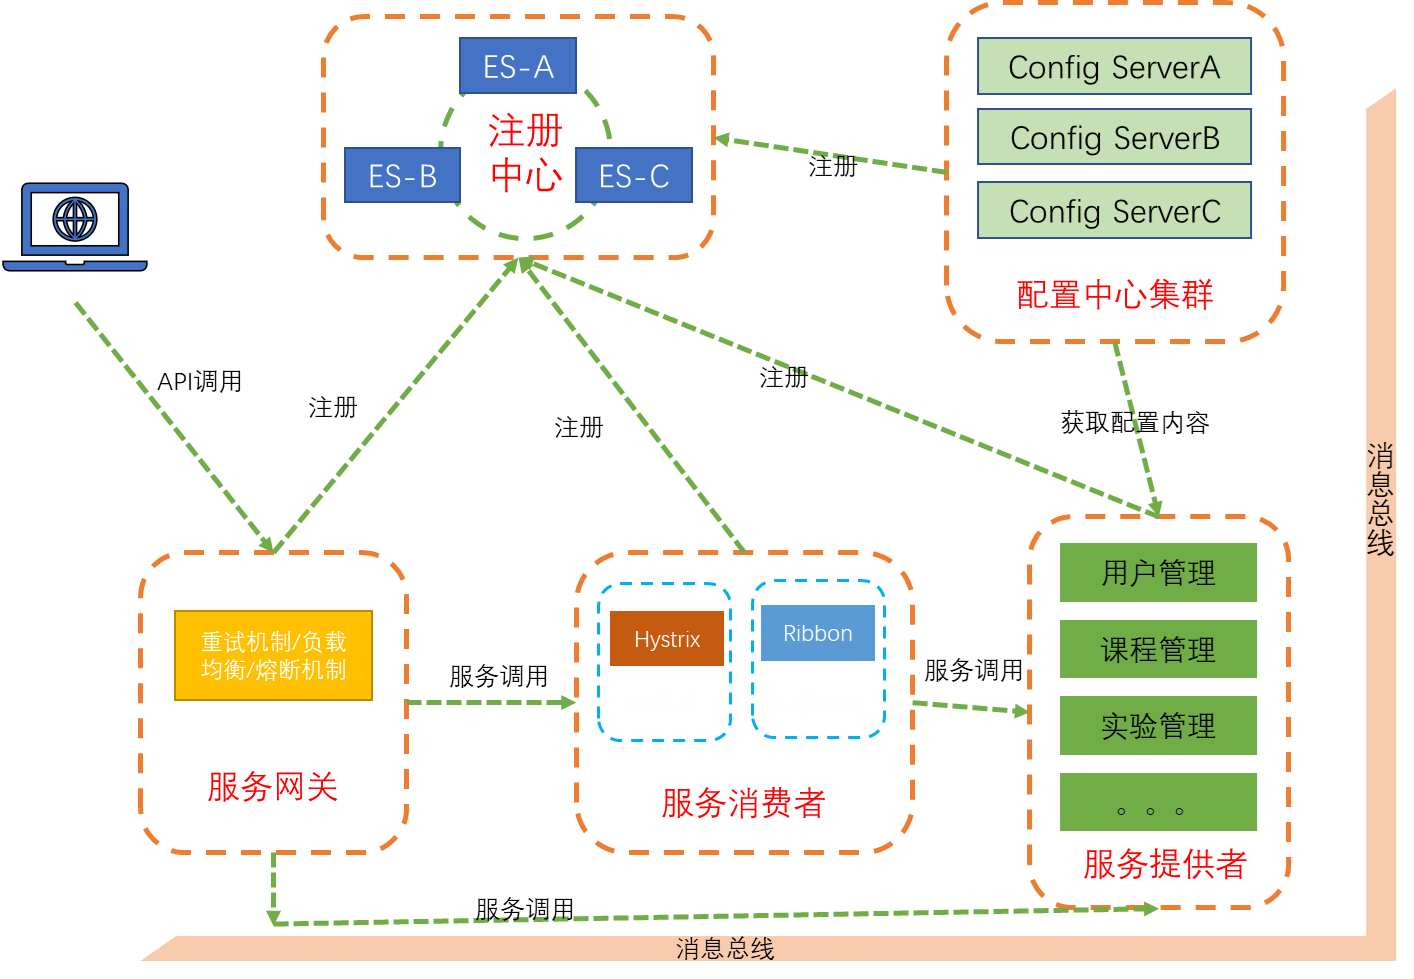 ES-A
注册
中心
ES-B
ES-C
Config ServerA
Config ServerB
Config ServerC
配置中心集群
注册
API调用
注册
注册
注册
获取配置内容
消息总线
重试机制/负载
均衡/熔断机制
服务网关
服务调用
Hystrix
Ribbon
服务消费者
服务调用
用户管理
课程管理
实验管理
。。。
服务提供者
服务调用
消息总线